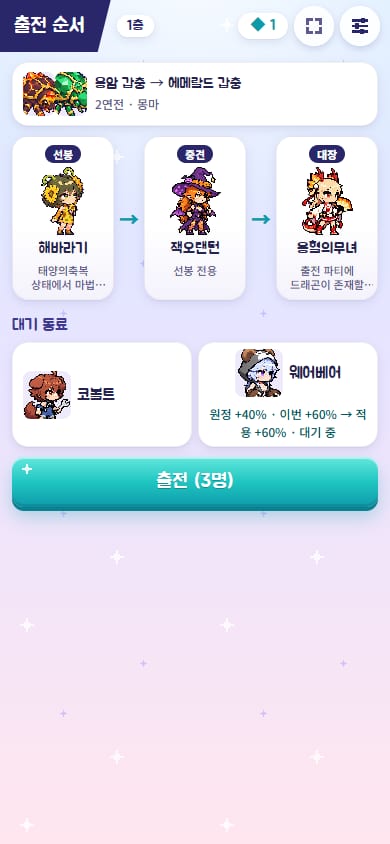 출전 순서
1층
1
용암 갑충 → 에메랄드 갑충
2연전 · 몽마
선봉
중견
대장
해바라기
잭오랜턴
용혈의무녀
태양의축복
상태에서 마법…
선봉 전용
출전 파티에
드래곤이 존재할…
대기 동료
코볼트
웨어베어
원정 +40% · 이번 +60% → 적
용 +60% · 대기 중
출전 (3명)